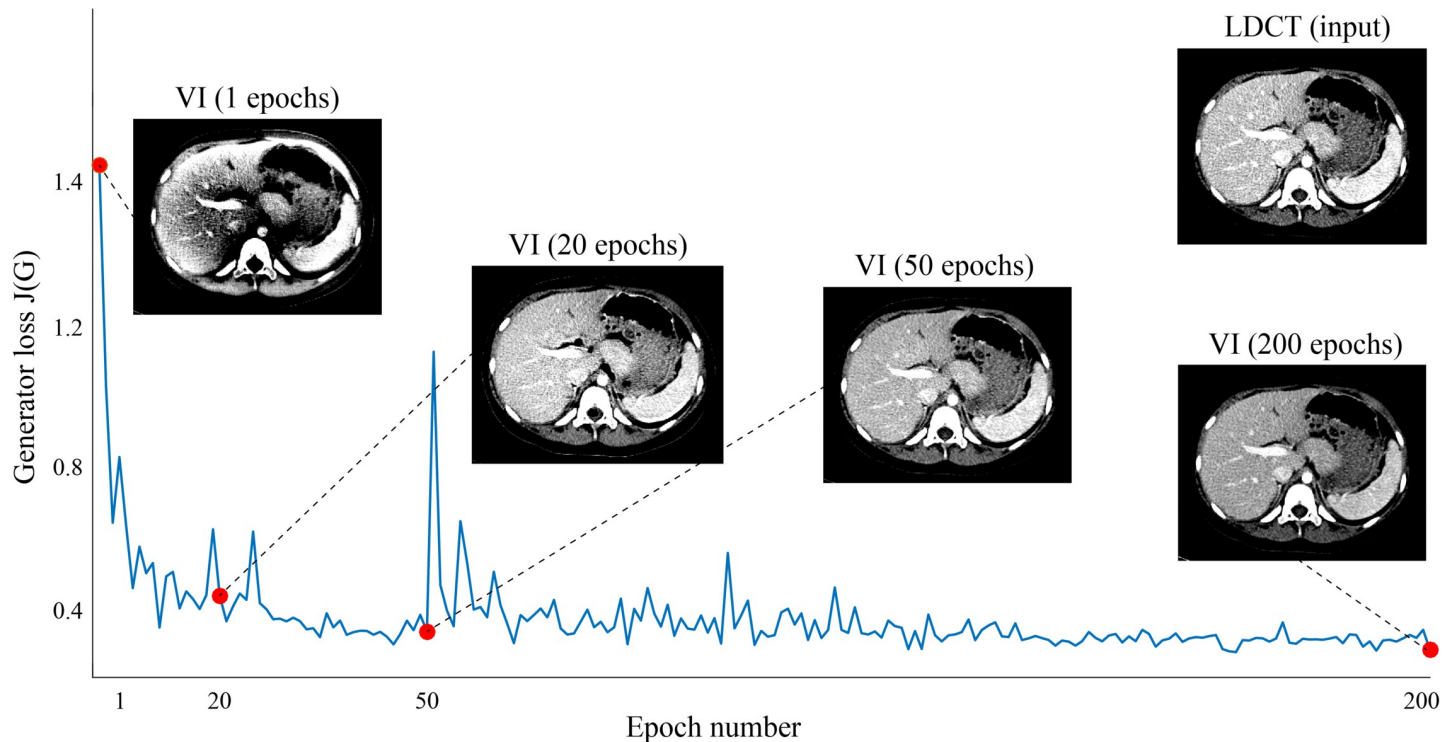 LDCT (input)
VI (1 epochs)
VI (20 epochs)
VI (50 epochs)
VI (200 epochs)
Generator loss J(G)
1.4
1.2
0.8
0.4
1
20
50
200
Epoch number